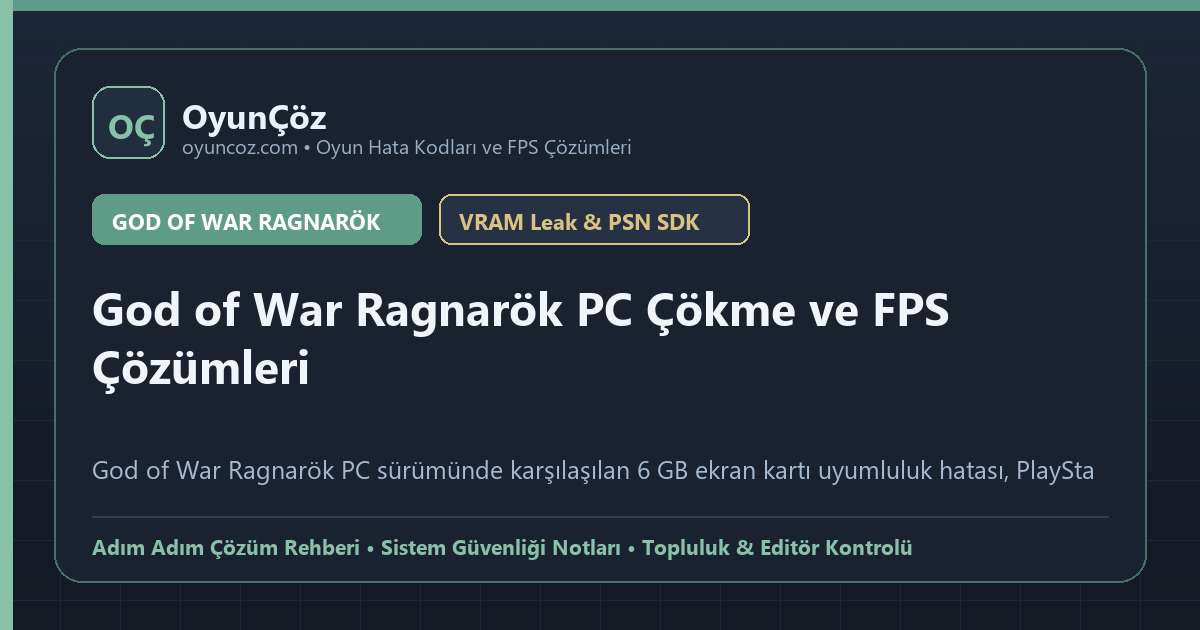 OÇ
OyunÇöz
oyuncoz.com • Oyun Hata Kodları ve FPS Çözümleri
GOD OF WAR RAGNARÖK
VRAM Leak & PSN SDK
God of War Ragnarök PC Çökme ve FPS
Çözümleri
God of War Ragnarök PC sürümünde karşılaşılan 6 GB ekran kartı uyumluluk hatası, PlaySta
Adım Adım Çözüm Rehberi • Sistem Güvenliği Notları • Topluluk & Editör Kontrolü